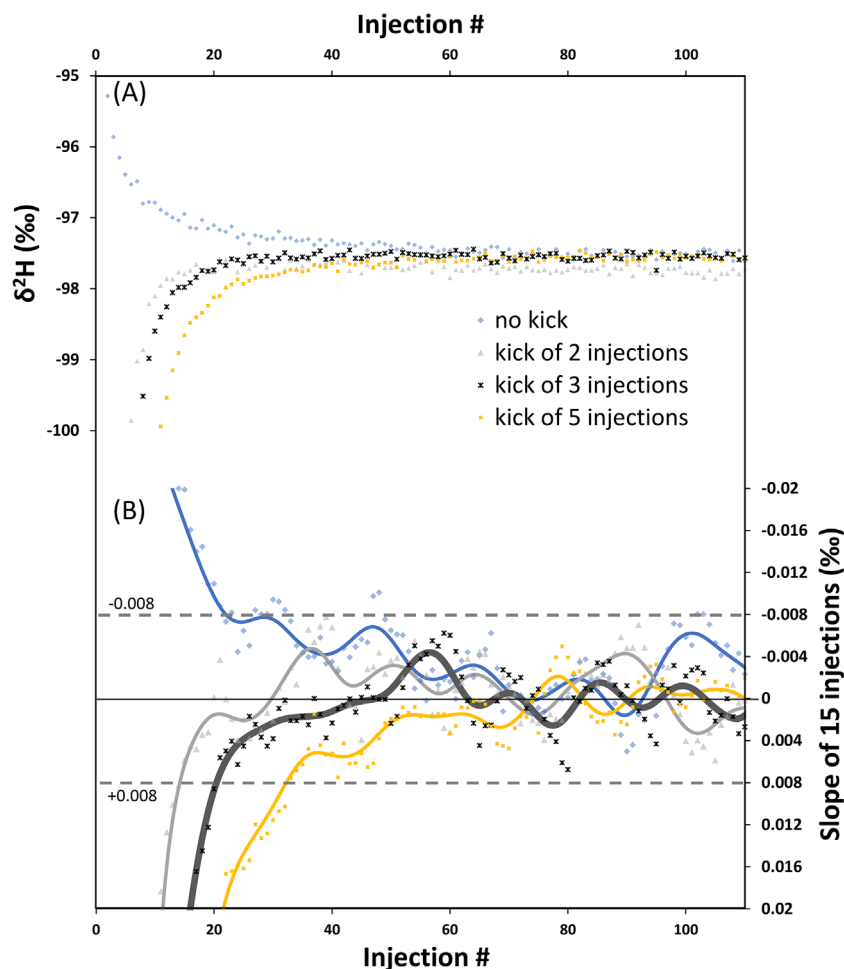 Injection #
0 20 40 60 80 100
(A)
-95
-96
-97
-98
-99
-100
δ²H (‰)
no kick
kick of 2 injections
kick of 3 injections
kick of 5 injections
(B)
-0.008
+0.008
-0.02
-0.016
-0.012
-0.008
-0.004
0
0.004
0.008
0.012
0.016
0.02
Slope of 15 injections (‰)
0 20 40 60 80 100
Injection #